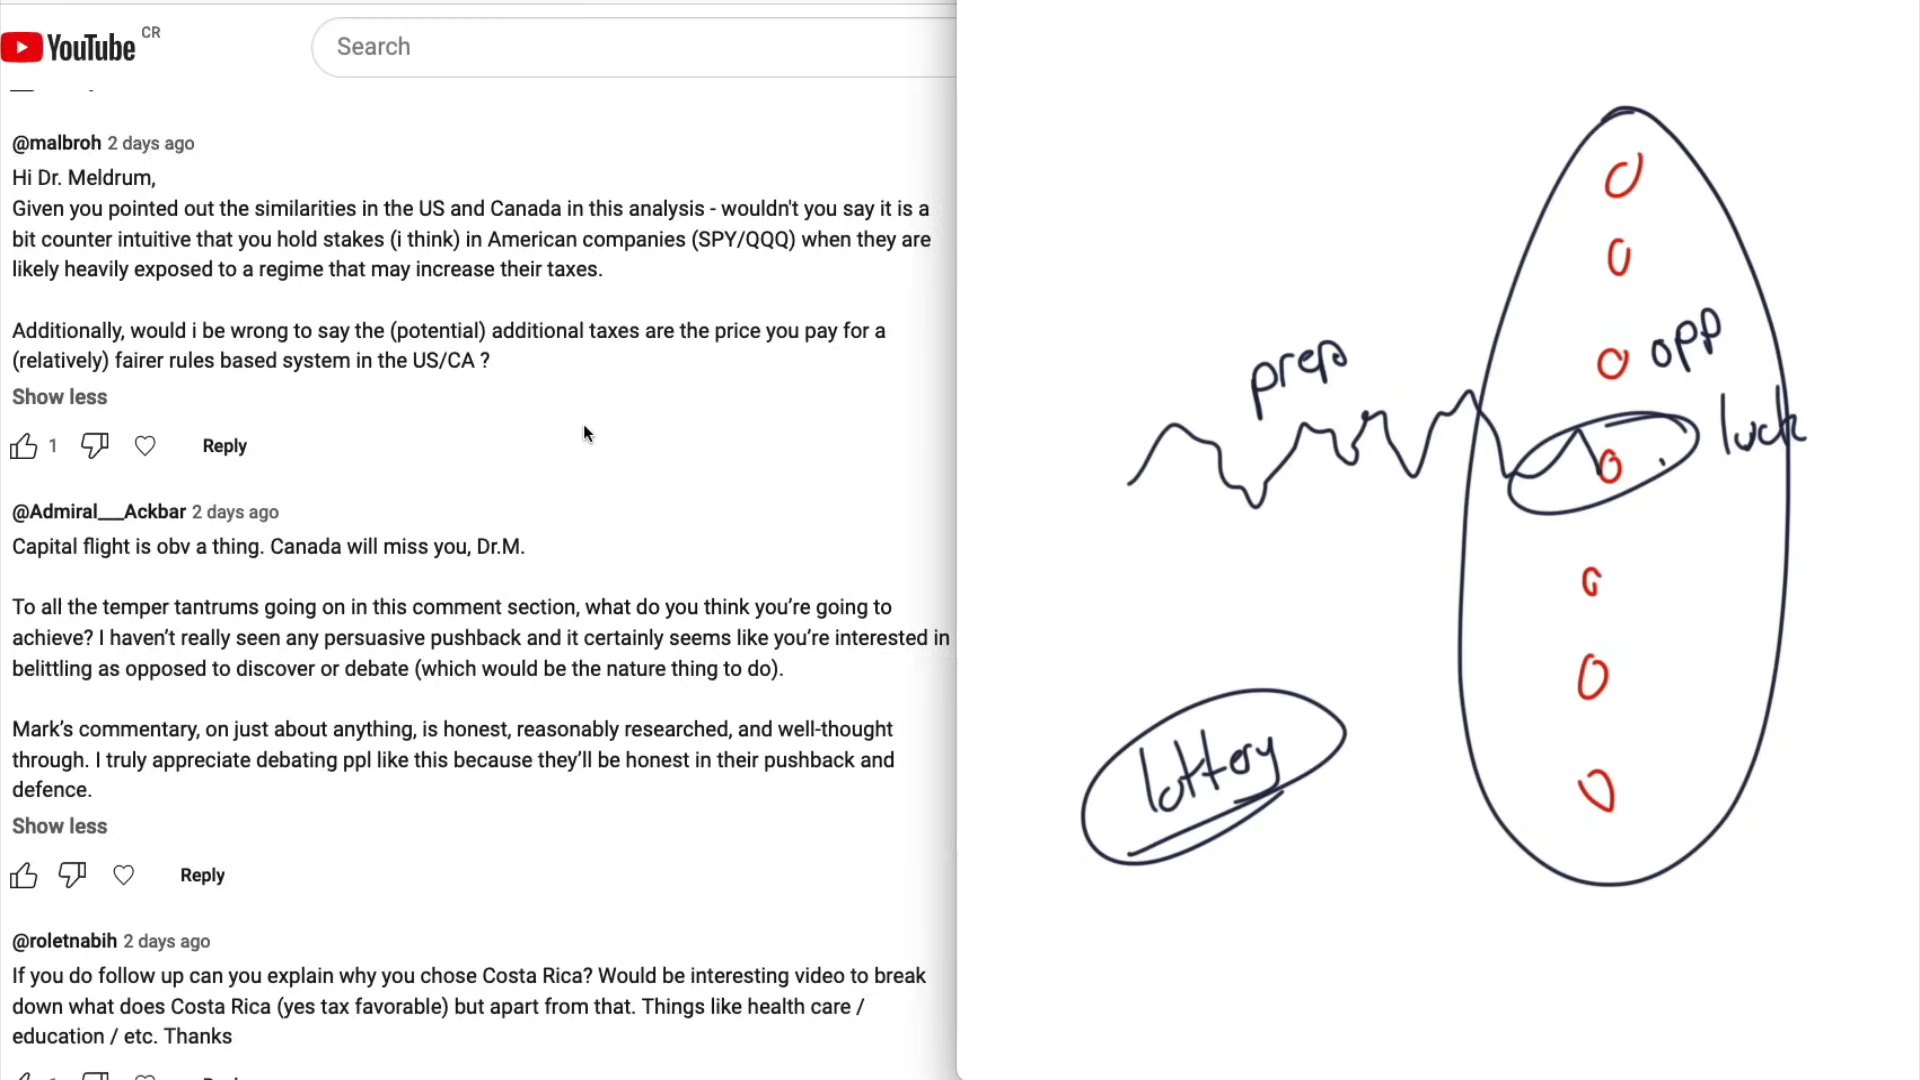 YouTube CR
Search
@malbroh 2 days ago
Hi Dr. Meldrum,
Given you pointed out the similarities in the US and Canada in this analysis - wouldn't you say it is a
bit counter intuitive that you hold stakes (i think) in American companies (SPY/QQQ) when they are
likely heavily exposed to a regime that may increase their taxes.
Additionally, would i be wrong to say the (potential) additional taxes are the price you pay for a
(relatively) fairer rules based system in the US/CA ?
Show less
1
Reply
@Admiral___Ackbar 2 days ago
Capital flight is obv a thing. Canada will miss you, Dr.M.
To all the temper tantrums going on in this comment section, what do you think you’re going to
achieve? I haven’t really seen any persuasive pushback and it certainly seems like you’re interested in
belittling as opposed to discover or debate (which would be the nature thing to do).
Mark’s commentary, on just about anything, is honest, reasonably researched, and well-thought
through. I truly appreciate debating ppl like this because they’ll be honest in their pushback and
defence.
Show less
Reply
@roletnabih 2 days ago
If you do follow up can you explain why you chose Costa Rica? Would be interesting video to break
down what does Costa Rica (yes tax favorable) but apart from that. Things like health care /
education / etc. Thanks
prep
opp
luck
lottery